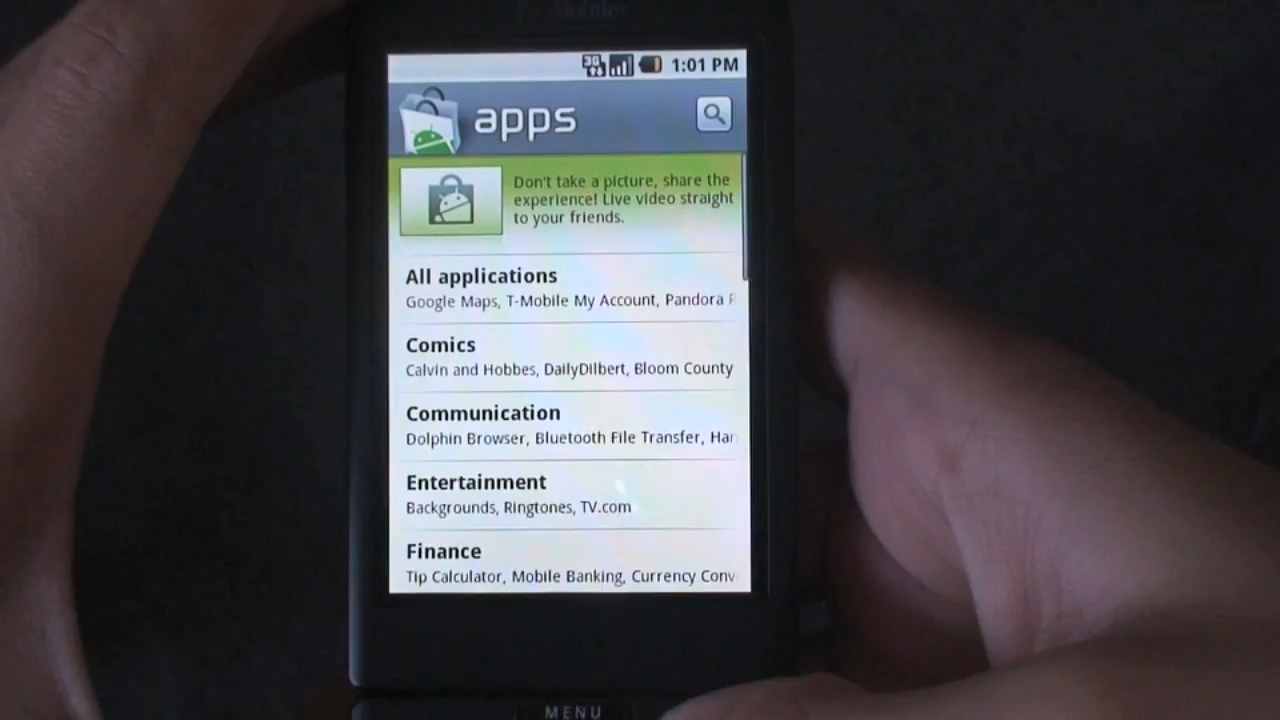 T-Mobile
3G
1:01 PM
apps
Don't take a picture, share the
experience! Live video straight
to your friends.
All applications
Google Maps, T-Mobile My Account, Pandora
Comics
Calvin and Hobbes, DailyDilbert, Bloom County
Communication
Dolphin Browser, Bluetooth File Transfer, Han
Entertainment
Backgrounds, Ringtones, TV.com
Finance
Tip Calculator, Mobile Banking, Currency Conv
MENU